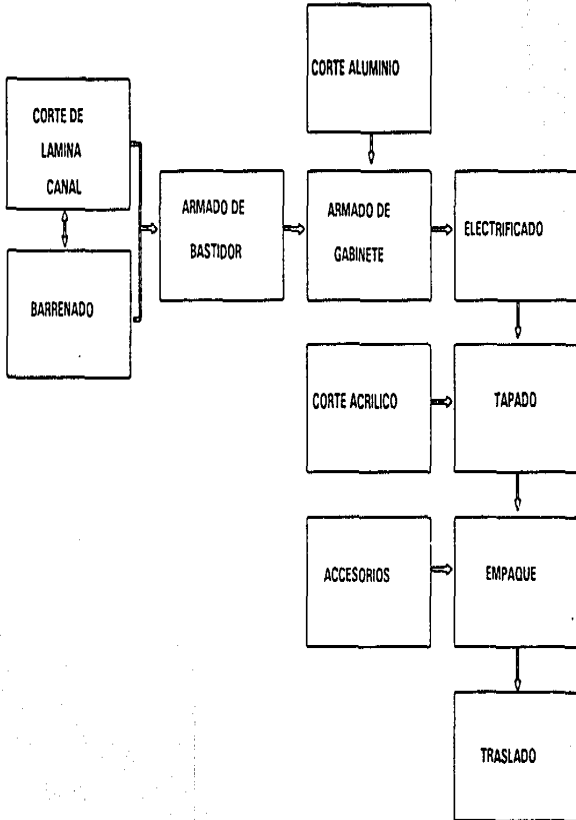 CORTE ALUMINIO
CORTE DE
LAMINA
CANAL
ARMADO DE
BASTIDOR
ARMADO DE
GABINETE
ELECTRIFICADO
BARRENADO
CORTE ACRILICO
TAPADO
ACCESORIOS
EMPAQUE
TRASLADO